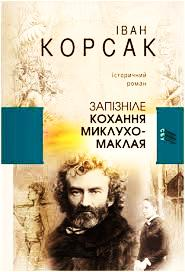 ІВАН
КОРСАК
історичний
роман
ЗАПІЗНІЛЕ
КОХАННЯ
МИКЛУХО-
МАКЛАЯ